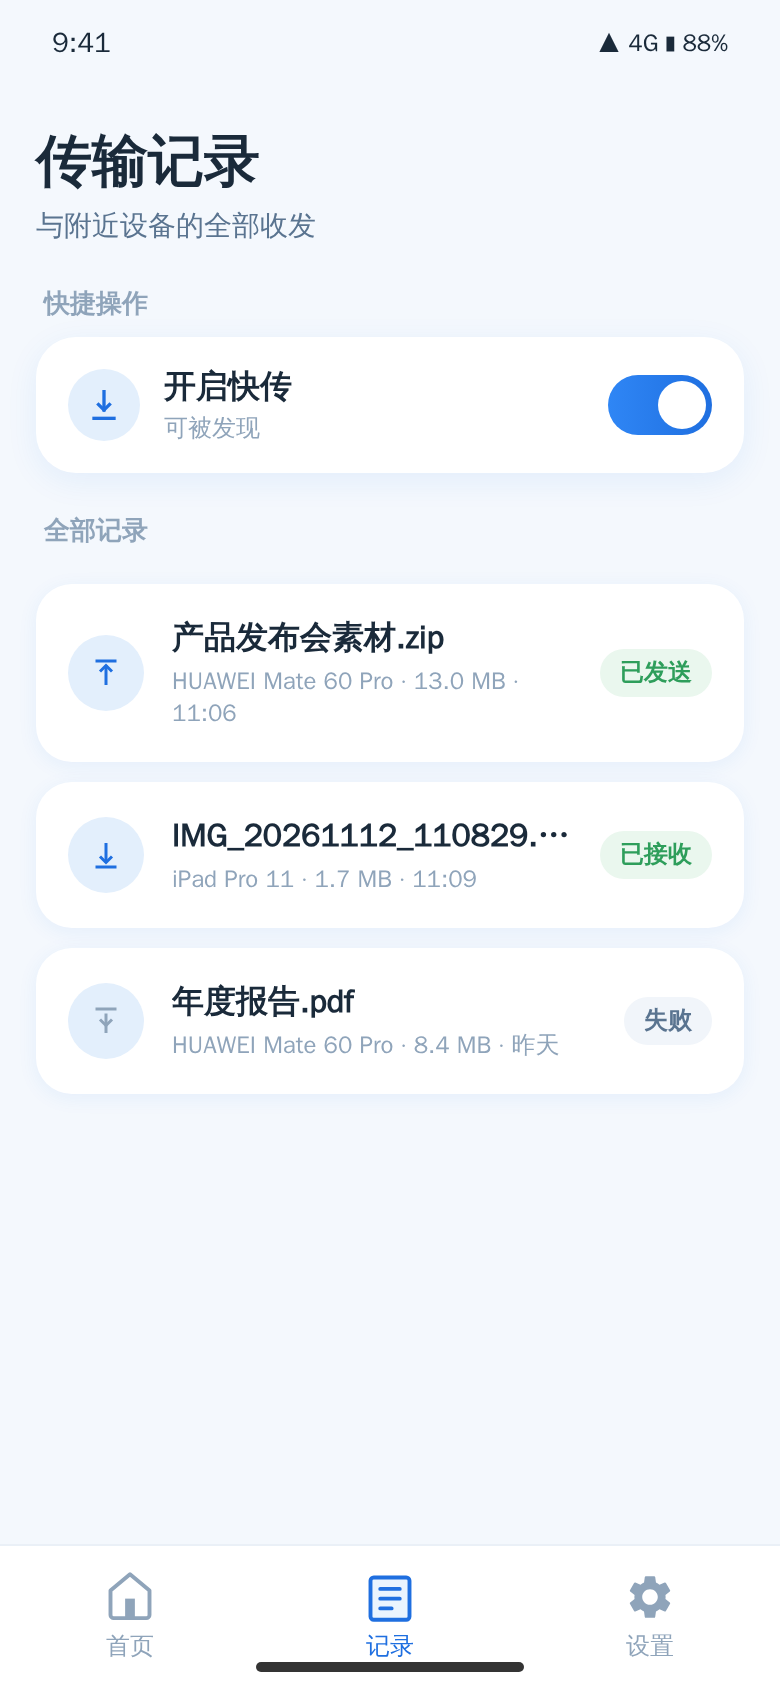 9:41
4G 88%
传输记录
与附近设备的全部收发
快捷操作
开启快传
可被发现
全部记录
产品发布会素材.zip
HUAWEI Mate 60 Pro · 13.0 MB ·
11:06
已发送
IMG_20261112_110829.···
iPad Pro 11 · 1.7 MB · 11:09
已接收
年度报告.pdf
HUAWEI Mate 60 Pro · 8.4 MB · 昨天
失败
首页
记录
设置